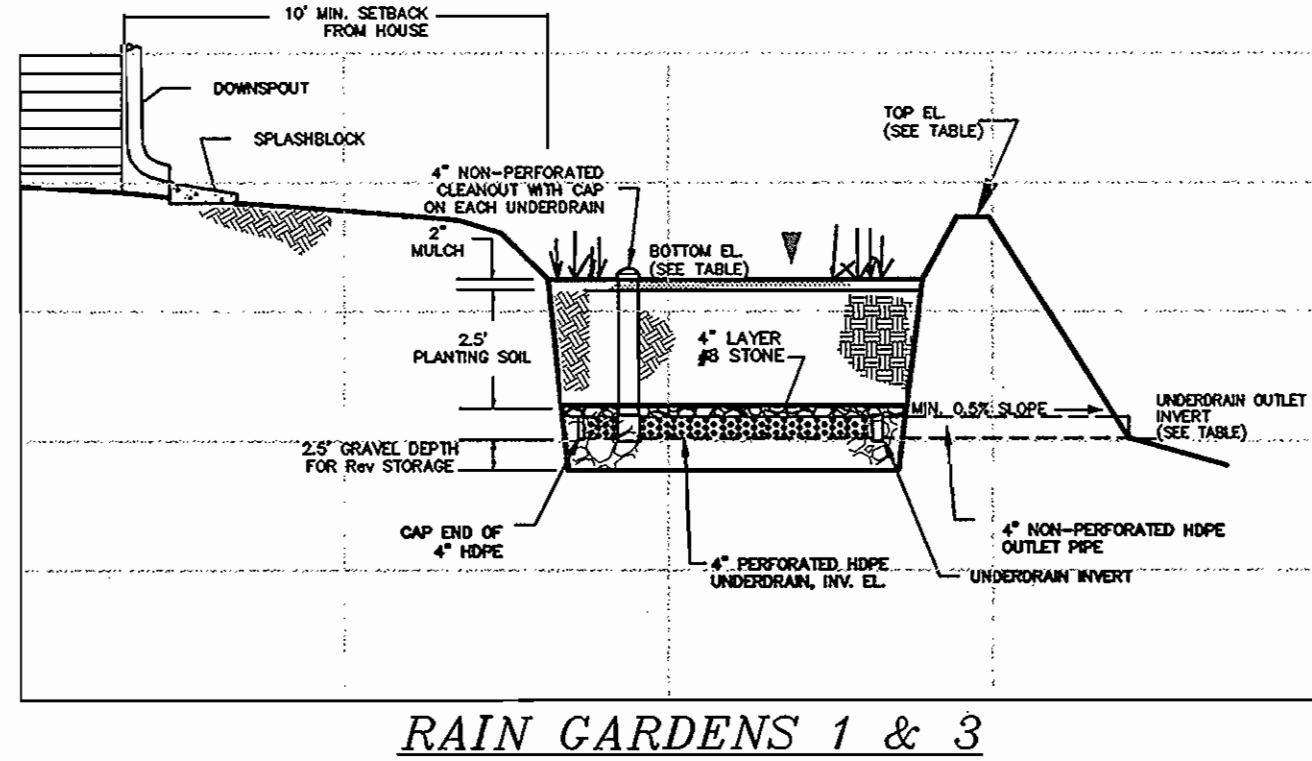 10' MIN. SETBACK
FROM HOUSE
DOWNSPOUT
SPLASHBLOCK
TOP EL.
(SEE TABLE)
4" NON-PERFORATED
CLEANOUT WITH CAP
ON EACH UNDERDRAIN
2"
MULCH
BOTTOM EL.
(SEE TABLE)
2.5'
PLANTING SOIL
4" LAYER
#8 STONE
MIN. 0.5% SLOPE
UNDERDRAIN OUTLET
INVERT
(SEE TABLE)
2.5' GRAVEL DEPTH
FOR Rev STORAGE
CAP END OF
4" HDPE
4" PERFORATED HDPE
UNDERDRAIN, INV. EL.
4" NON-PERFORATED HDPE
OUTLET PIPE
UNDERDRAIN INVERT
RAIN GARDENS 1 & 3